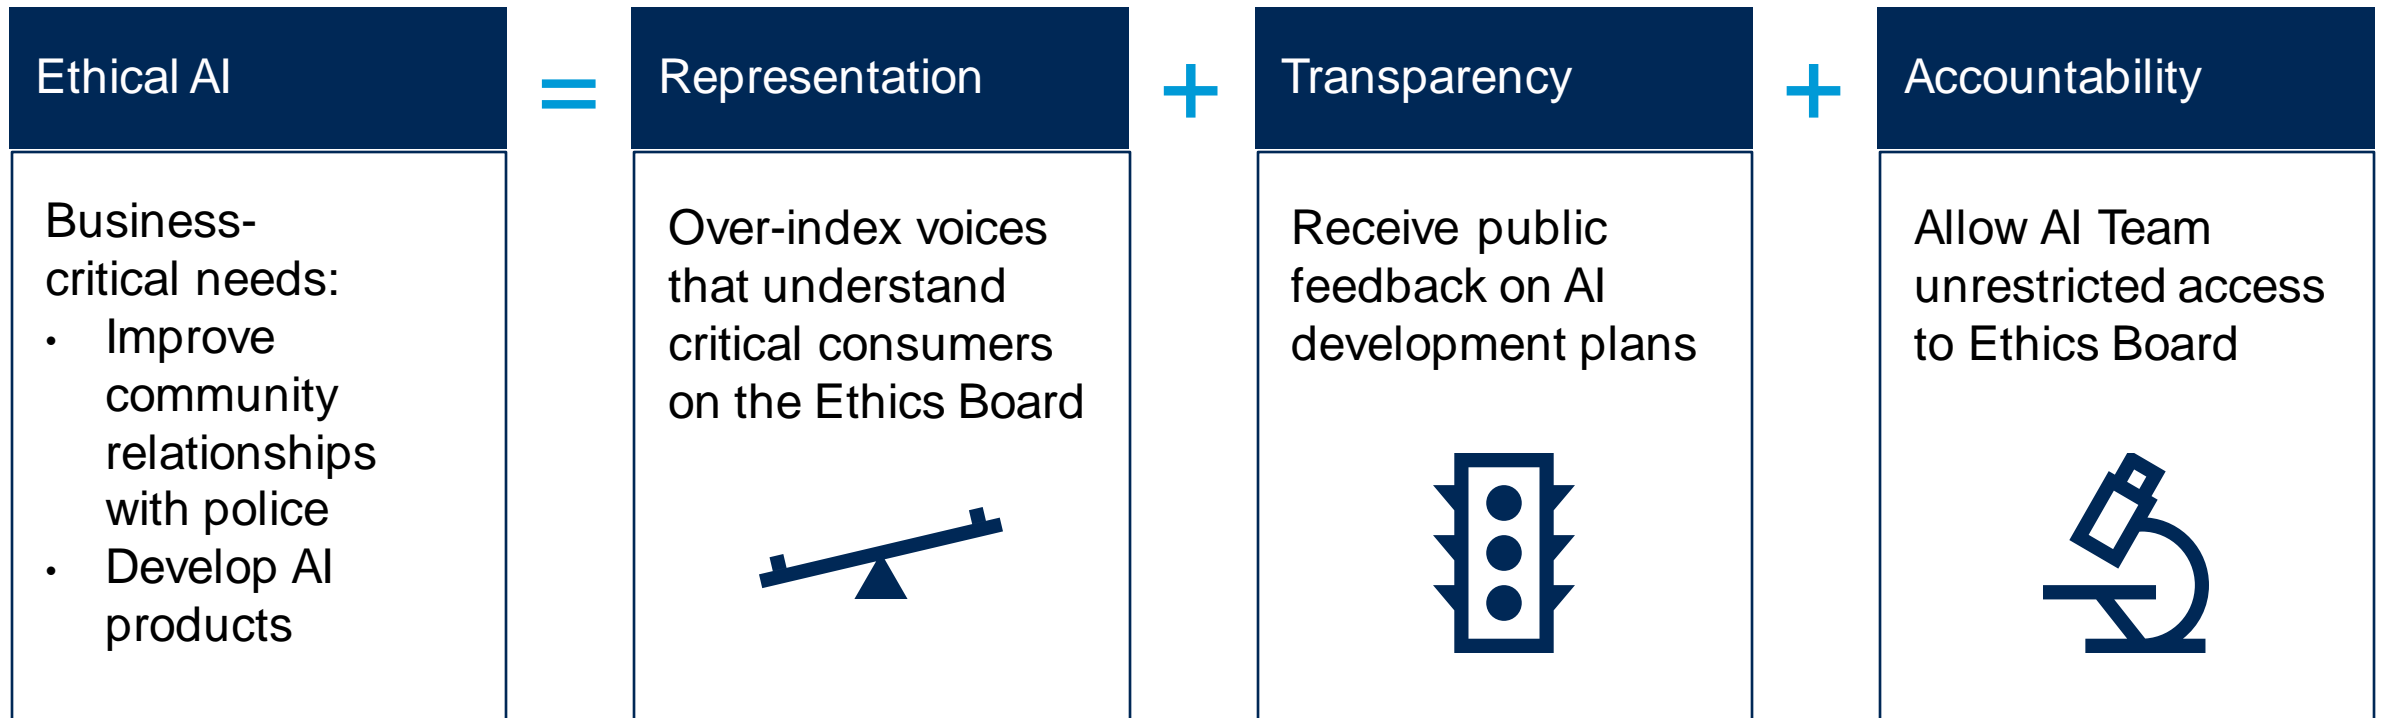 Ethical AI
=
Representation
+
Transparency
+
Accountability
Business-
critical needs:
• Improve
community
relationships
with police
• Develop AI
products
Over-index voices
that understand
critical consumers
on the Ethics Board
Receive public
feedback on AI
development plans
Allow AI Team
unrestricted access
to Ethics Board